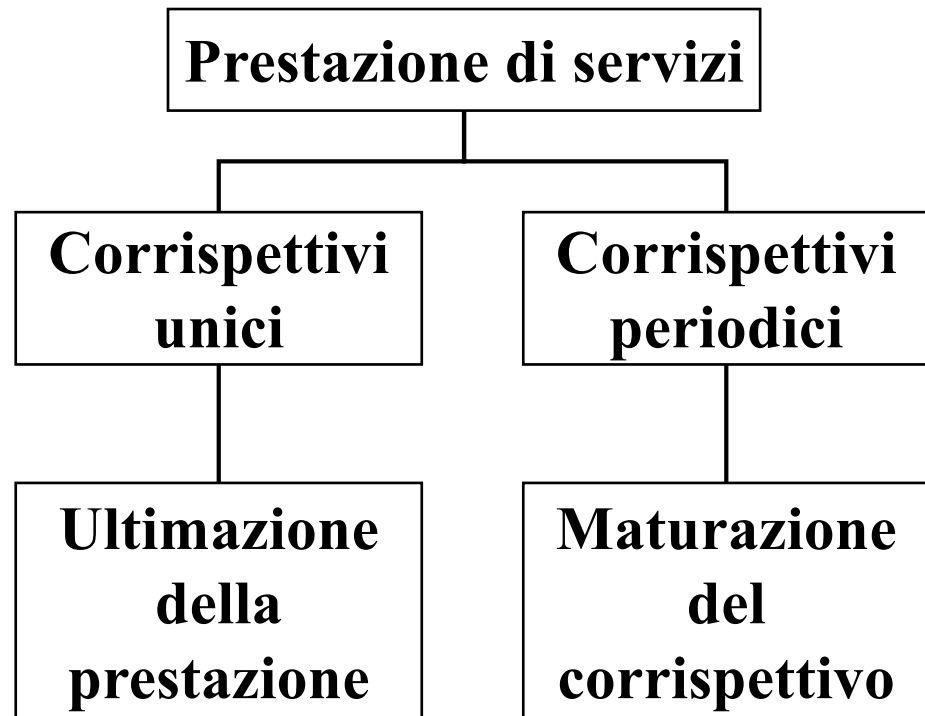 Prestazione di servizi
Corrispettivi
unici
Corrispettivi
periodici
Ultimazione
della
prestazione
Maturazione
del
corrispettivo